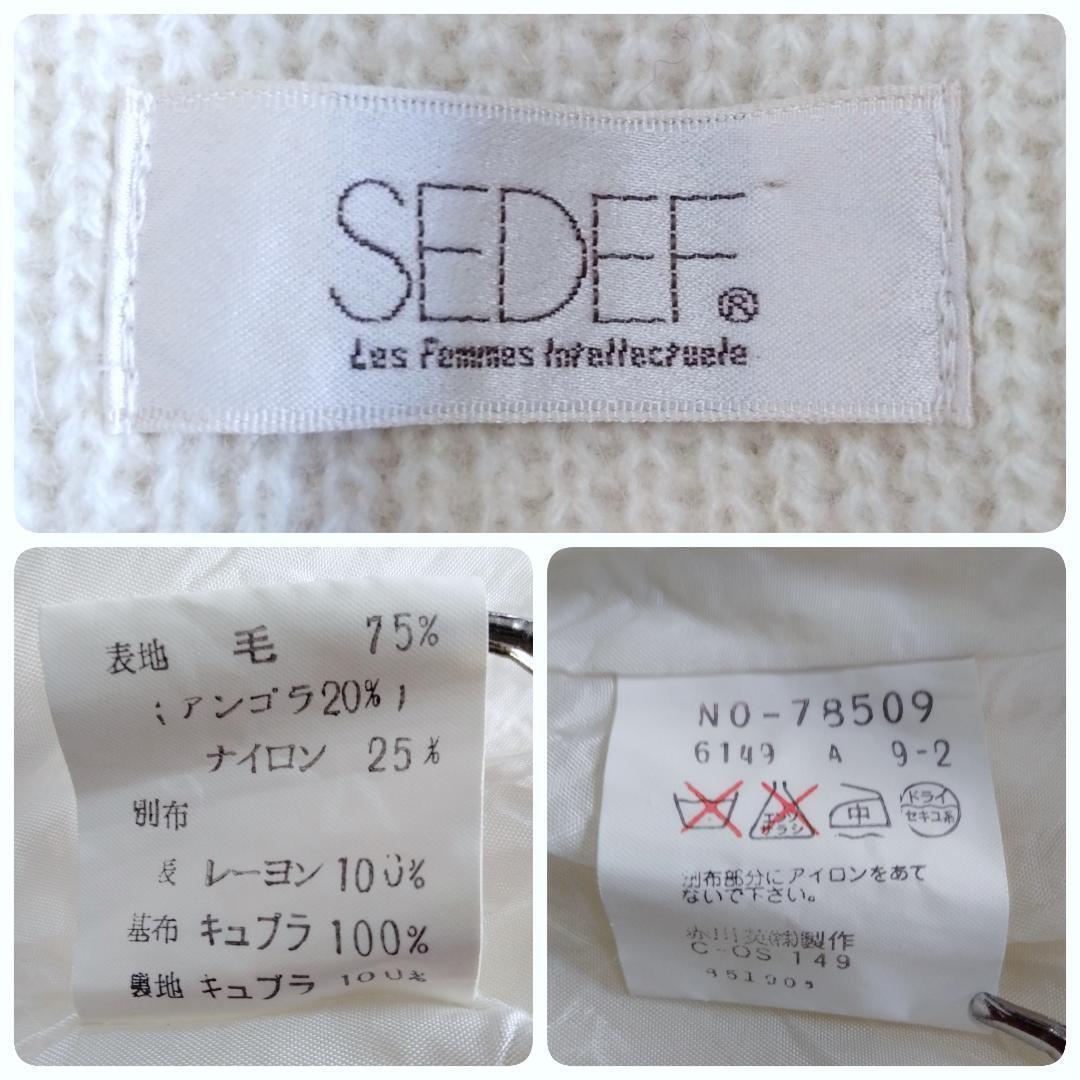 SEDEF®
Les Femmes Intellectuele
表地 毛 75%
(アンゴラ20%)
ナイロン 25%
別布
表 レーヨン 100%
基布 キュプラ 100%
裏地 キュプラ 100%
NO-78509
6149 A 9-2
エンソ サラシ 中 ドライ セキユ系
別布部分にアイロンをあて
ないで下さい。
(株)製作
C-OS 149